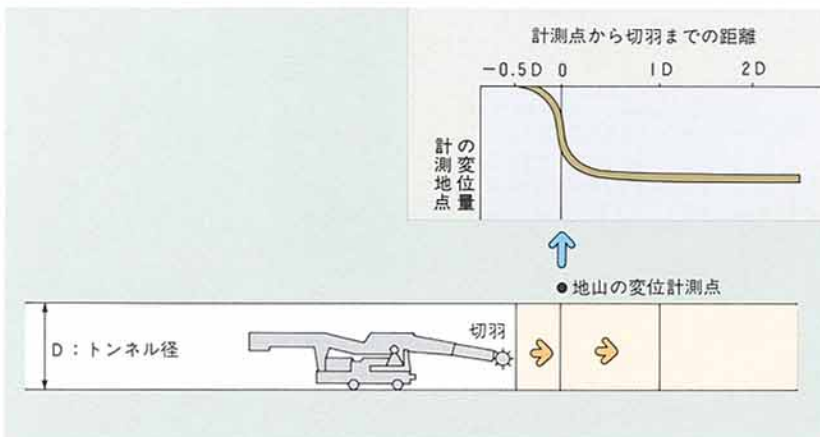 計測点から切羽までの距離
−0.5D 0 1D 2D
計測地点
の変位量
●地山の変位計測点
切羽
D：トンネル径